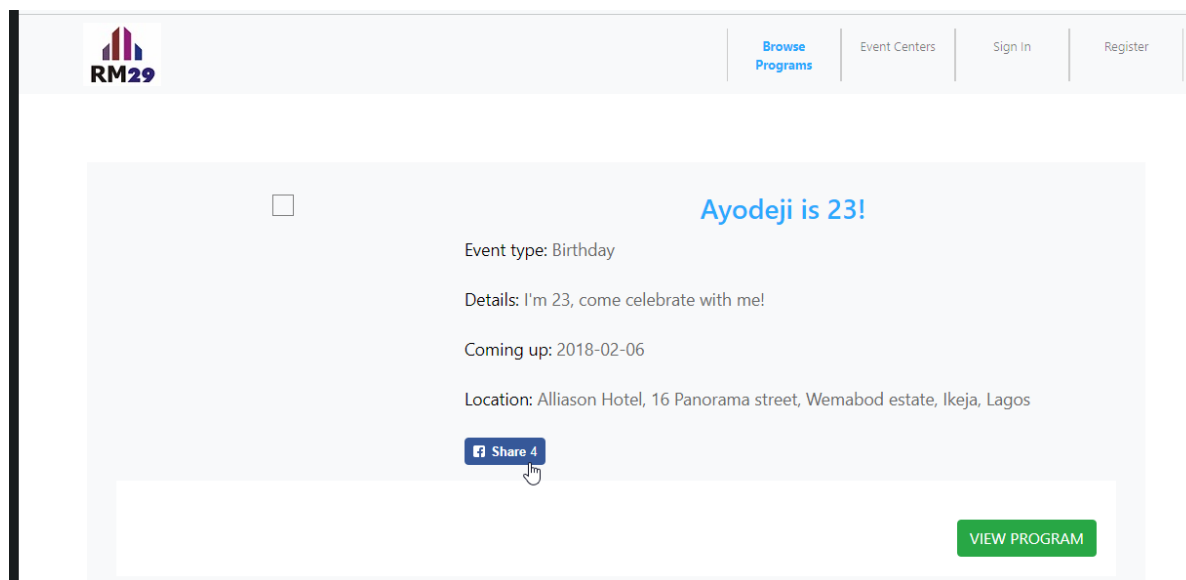 RM29
Browse
Programs
Event Centers
Sign In
Register
Ayodeji is 23!
Event type: Birthday
Details: I'm 23, come celebrate with me!
Coming up: 2018-02-06
Location: Alliason Hotel, 16 Panorama street, Wemabod estate, Ikeja, Lagos
Share 4
VIEW PROGRAM